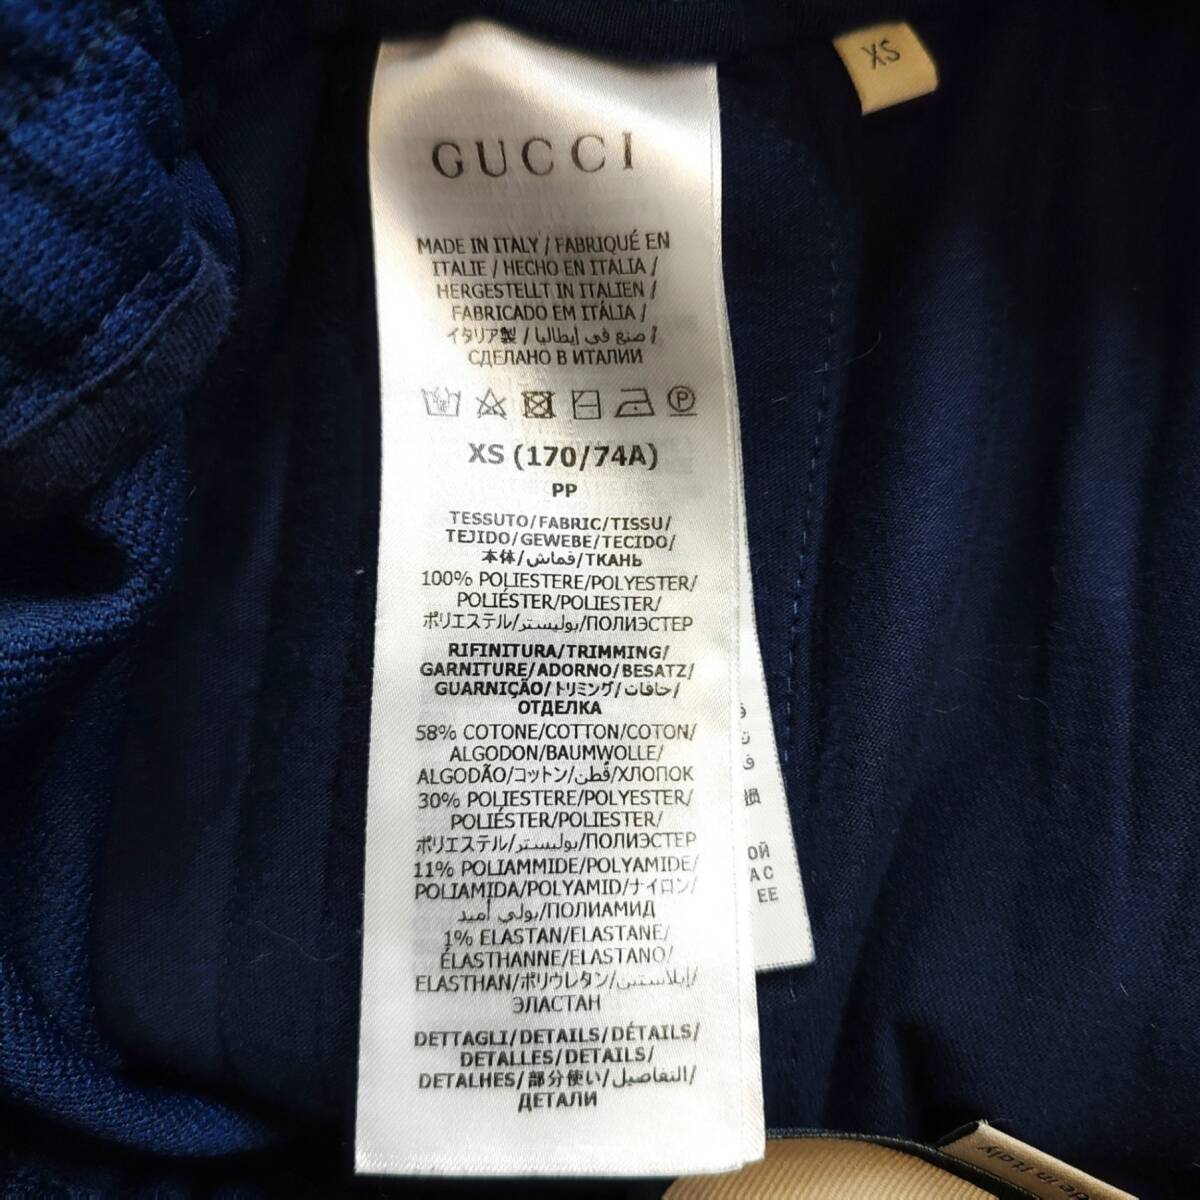 XS
GUCCI
MADE IN ITALY / FABRIQUÉ EN
ITALIE / HECHO EN ITALIA /
HERGESTELLT IN ITALIEN /
FABRICADO EM ITÁLIA /
イタリア製 / صنع في إيطاليا /
СДЕЛАНО В ИТАЛИИ
P
XS (170/74A)
PP
TESSUTO/FABRIC/TISSU/
TEJIDO/GEWEBE/TECIDO/
本体/قماش/ТКАНЬ
100% POLIESTERE/POLYESTER/
POLIÉSTER/POLIESTER/
ポリエステル/بوليستر/ПОЛИЭСТЕР
RIFINITURA/TRIMMING/
GARNITURE/ADORNO/BESATZ/
GUARNIÇÃO/トリミング/حافات/
ОТДЕЛКА
58% COTONE/COTTON/COTON/
ALGODON/BAUMWOLLE/
ALGODÃO/コットン/قطن/ХЛОПОК
30% POLIESTERE/POLYESTER/
POLIÉSTER/POLIESTER/
ポリエステル/بوليستر/ПОЛИЭСТЕР
11% POLIAMMIDE/POLYAMIDE/
POLIAMIDA/POLYAMID/ナイロン/
بولي أميد/ПОЛИАМИД
1% ELASTAN/ELASTANE/
ÉLASTHANNE/ELASTANO/
ELASTHAN/ポリウレタン/إيلاستين/
ЭЛАСТАН
DETTAGLI/DETAILS/DÉTAILS/
DETALLES/DETAILS/
DETALHES/部分使い/التفاصيل/
ДЕТАЛИ
ОЙ
А С
ЕЕ
in Italy